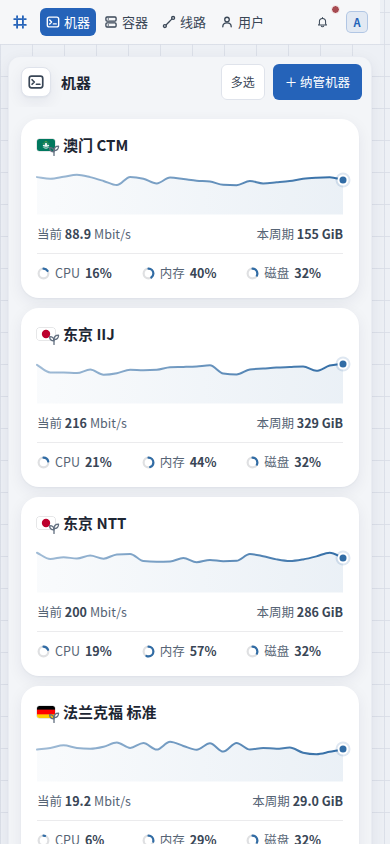 机器 容器 线路 用户 A
机器 多选 + 纳管机器
澳门 CTM
当前 88.9 Mbit/s 本周期 155 GiB
CPU 16% 内存 40% 磁盘 32%
东京 IIJ
当前 216 Mbit/s 本周期 329 GiB
CPU 21% 内存 44% 磁盘 32%
东京 NTT
当前 200 Mbit/s 本周期 286 GiB
CPU 19% 内存 57% 磁盘 32%
法兰克福 标准
当前 19.2 Mbit/s 本周期 29.0 GiB
CPU 6% 内存 29% 磁盘 32%